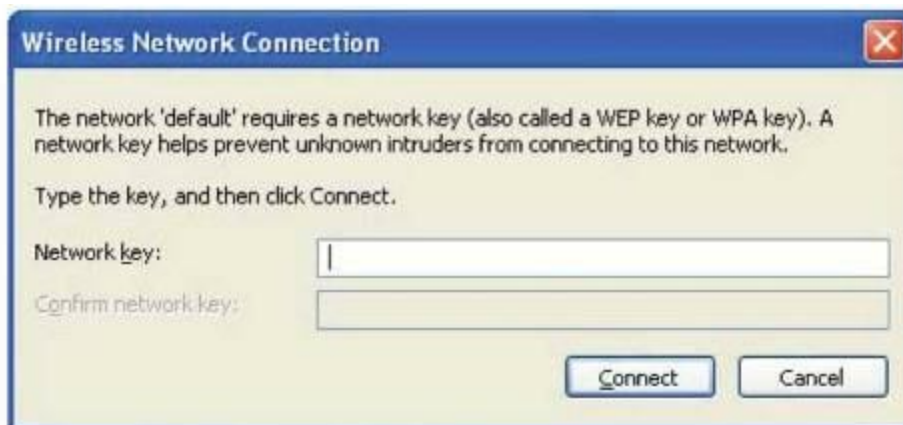 Wireless Network Connection
The network 'default' requires a network key (also called a WEP key or WPA key). A
network key helps prevent unknown intruders from connecting to this network.
Type the key, and then click Connect.
Network key:
Confirm network key:
Connect Cancel